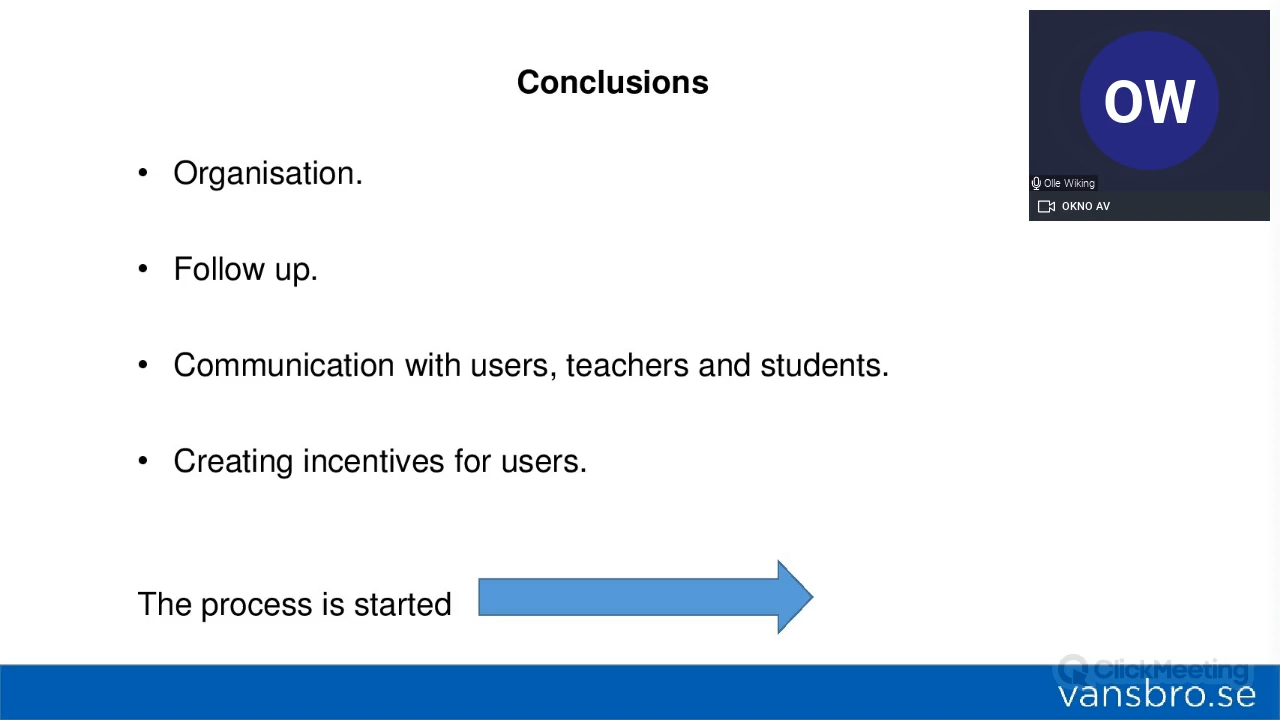 Conclusions
OW
• Organisation.
Olle Wiking
OKNO AV
• Follow up.
• Communication with users, teachers and students.
• Creating incentives for users.
The process is started
ClickMeeting
vansbro.se